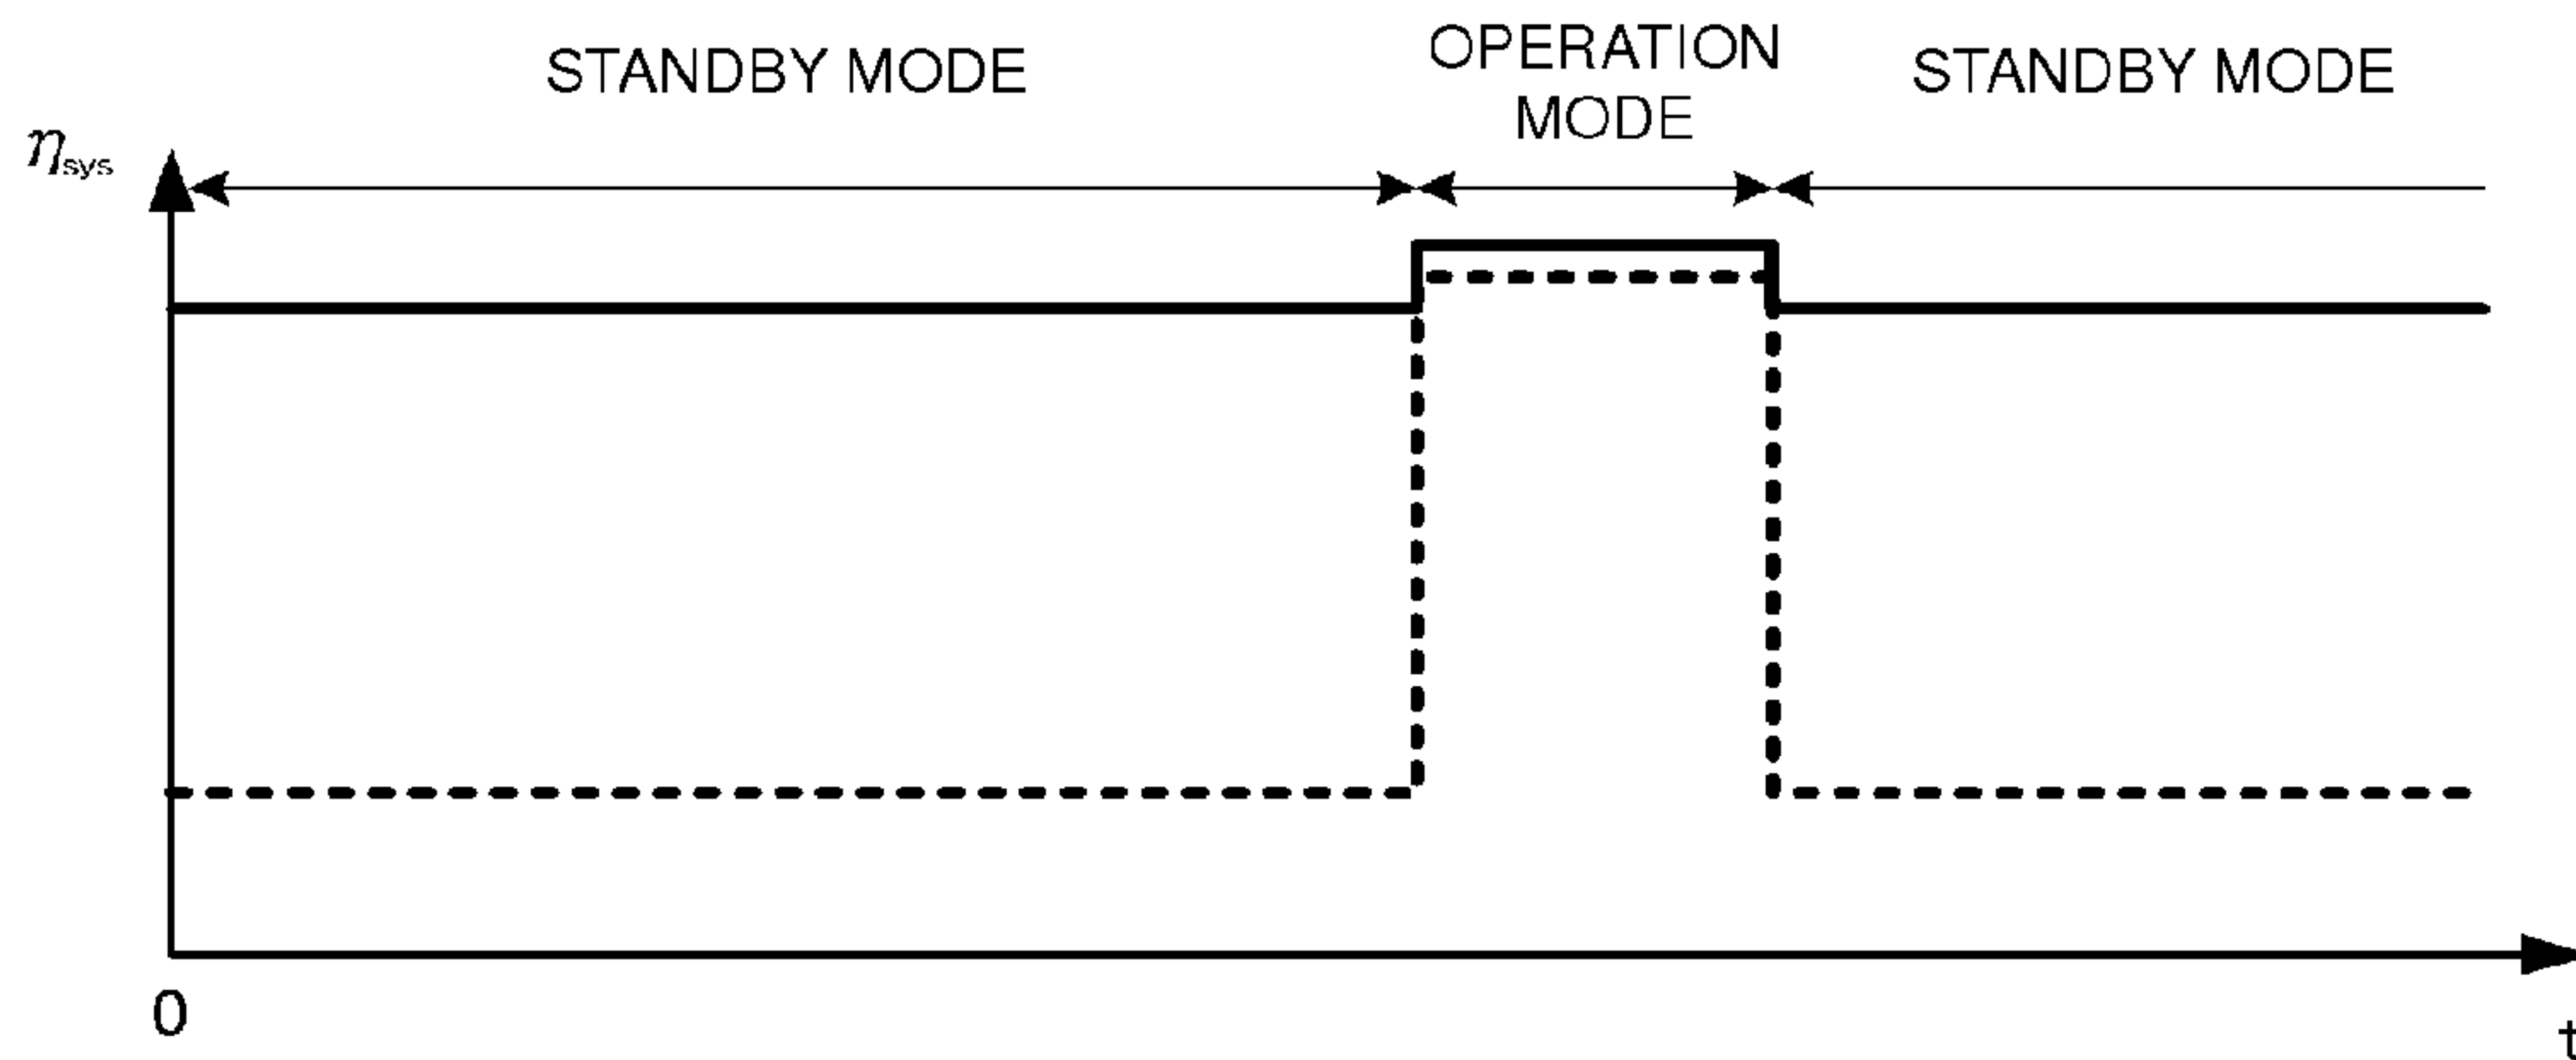 STANDBY MODE
OPERATION
MODE
STANDBY MODE
ηsys
0
t